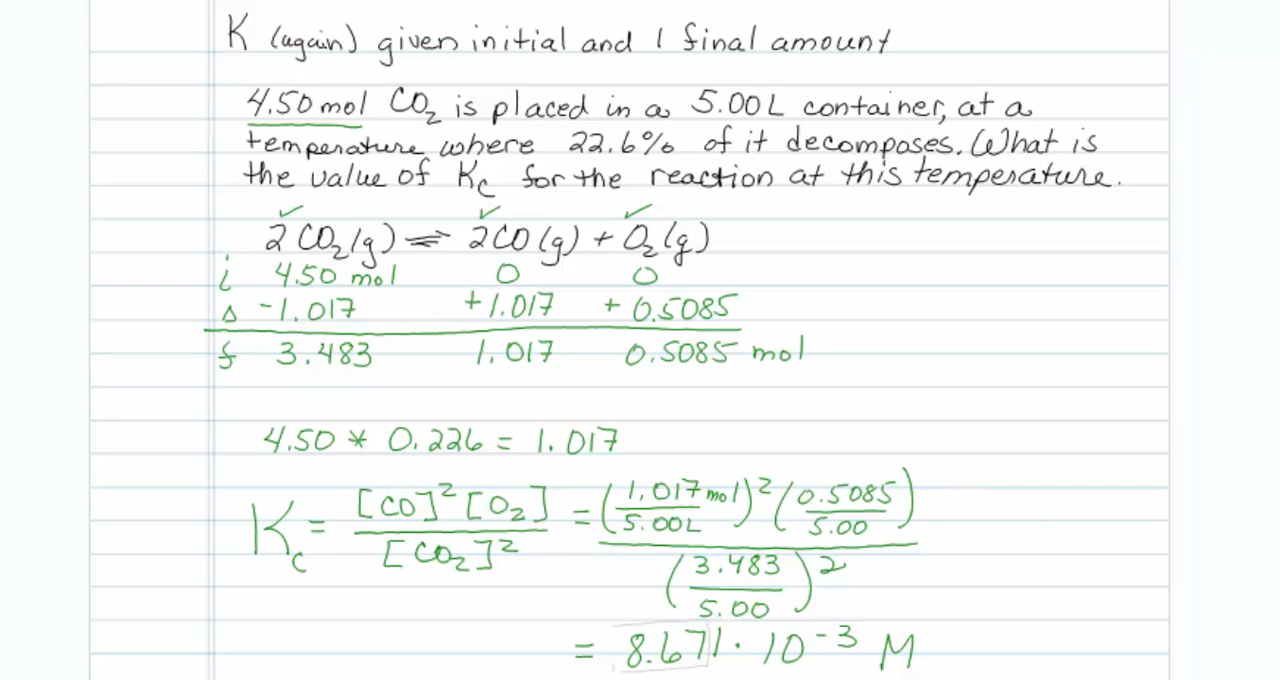 K (again) given initial and 1 final amount
4.50 mol CO₂ is placed in a 5.00L container, at a
temperature where 22.6% of it decomposes. What is
the value of Kc for the reaction at this temperature.
✓ ✓ ✓
2CO₂(g) ⇌ 2CO(g) + O₂(g)
i 4.50 mol 0 0
Δ -1.017 +1.017 + 0.5085
f 3.483 1.017 0.5085 mol
4.50 * 0.226 = 1.017
Kc = [CO]²[O₂] / [CO₂]² = (1.017 mol / 5.00L)² (0.5085 / 5.00) / (3.483 / 5.00)²
= 8.671 · 10⁻³ M